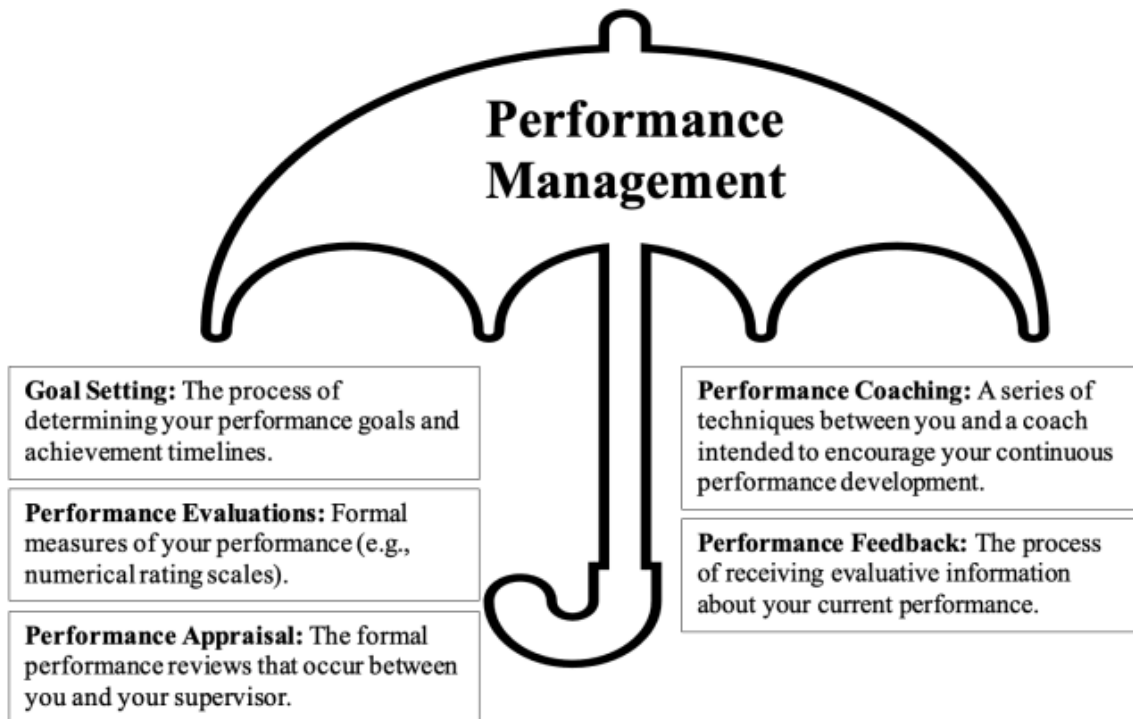 Performance
Management
Goal Setting: The process of
determining your performance goals and
achievement timelines.
Performance Evaluations: Formal
measures of your performance (e.g.,
numerical rating scales).
Performance Appraisal: The formal
performance reviews that occur between
you and your supervisor.
Performance Coaching: A series of
techniques between you and a coach
intended to encourage your continuous
performance development.
Performance Feedback: The process
of receiving evaluative information
about your current performance.